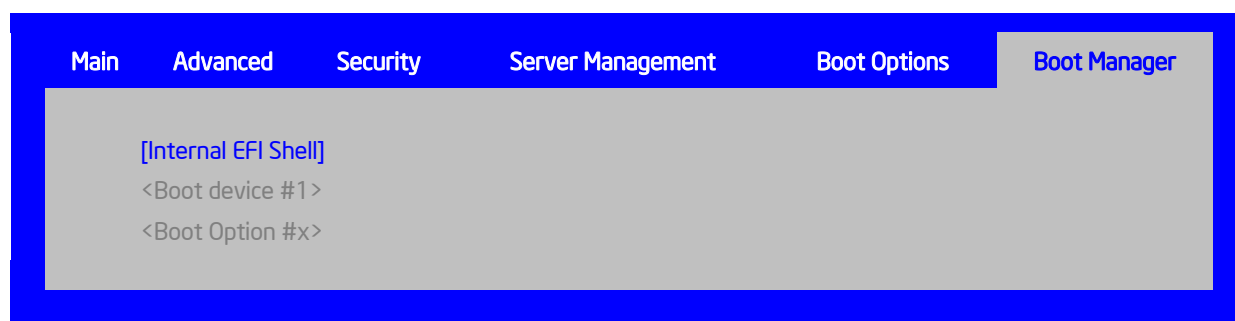 Main Advanced Security Server Management Boot Options Boot Manager
[Internal EFI Shell]
<Boot device #1>
<Boot Option #x>